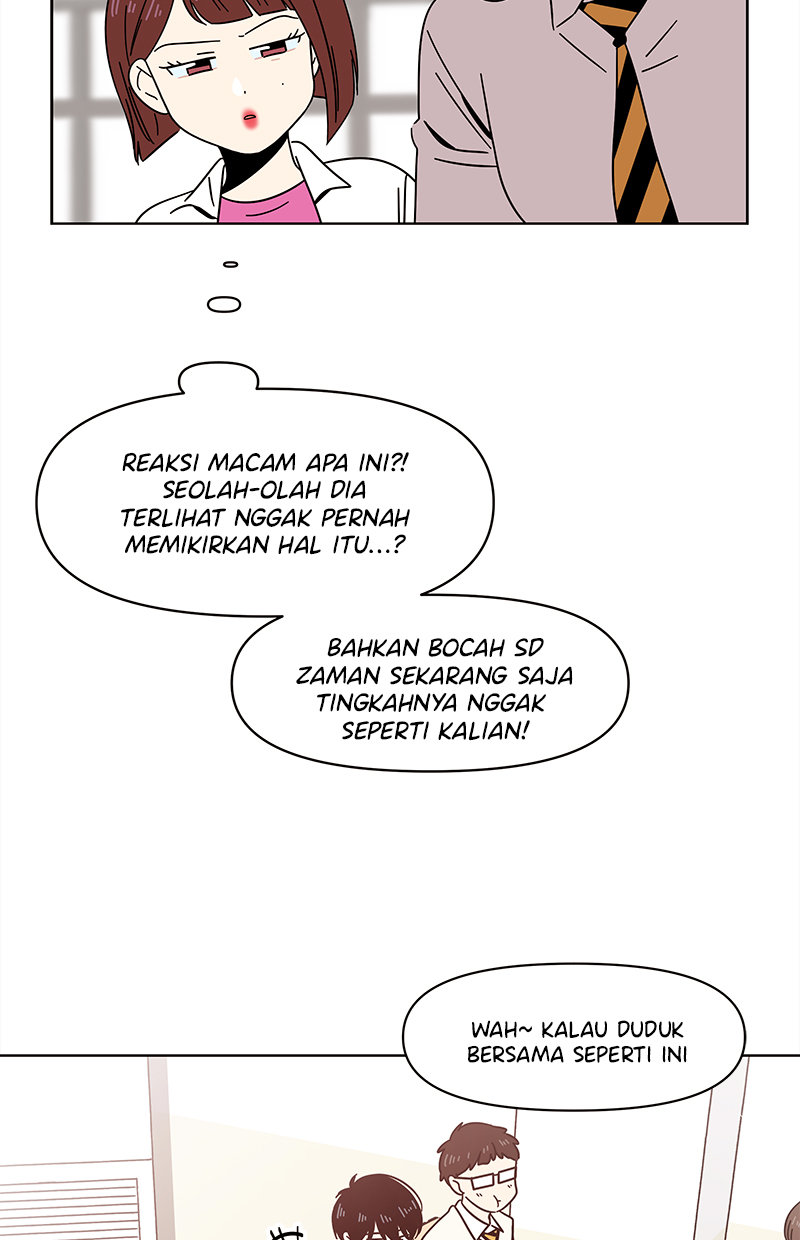 REAKSI MACAM APA INI?!
SEOLAH-OLAH DIA
TERLIHAT NGGAK PERNAH
MEMIKIRKAN HAL ITU...?
BAHKAN BOCAH SD
ZAMAN SEKARANG SAJA
TINGKAHNYA NGGAK
SEPERTI KALIAN!
WAH~ KALAU DUDUK
BERSAMA SEPERTI INI